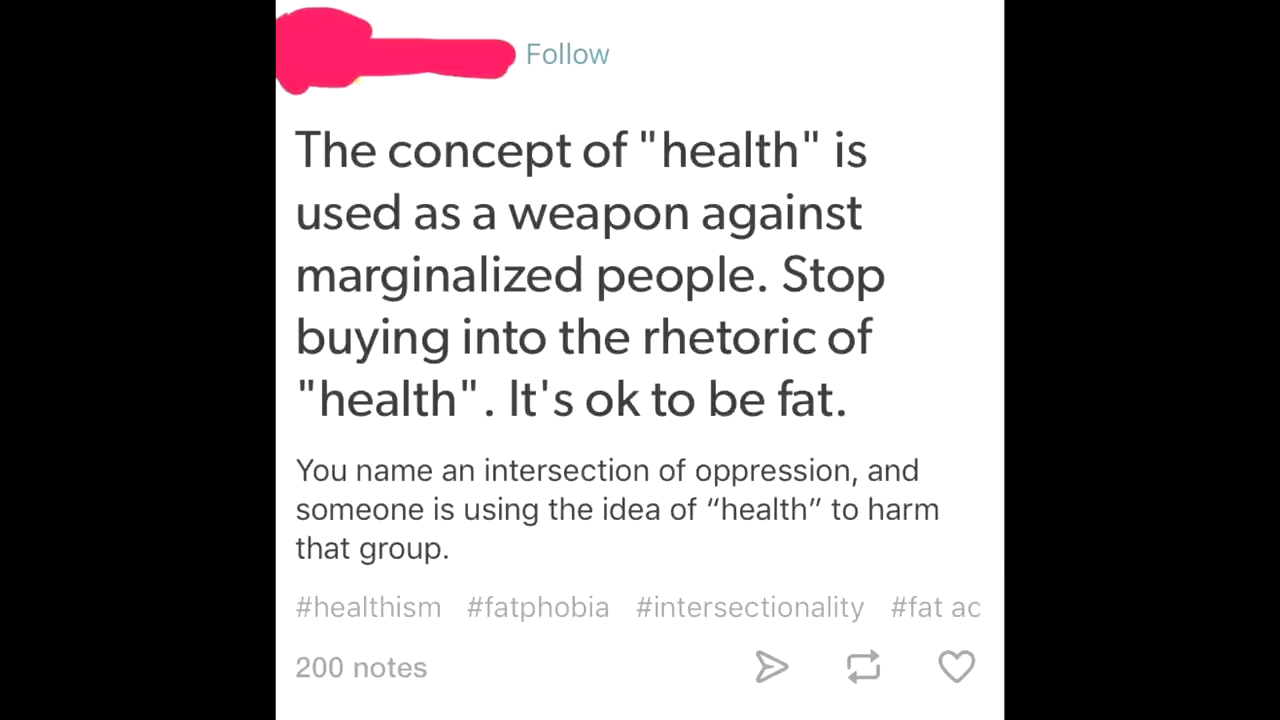 Follow
The concept of "health" is
used as a weapon against
marginalized people. Stop
buying into the rhetoric of
"health". It's ok to be fat.
You name an intersection of oppression, and
someone is using the idea of “health” to harm
that group.
#healthism #fatphobia #intersectionality #fat ac
200 notes